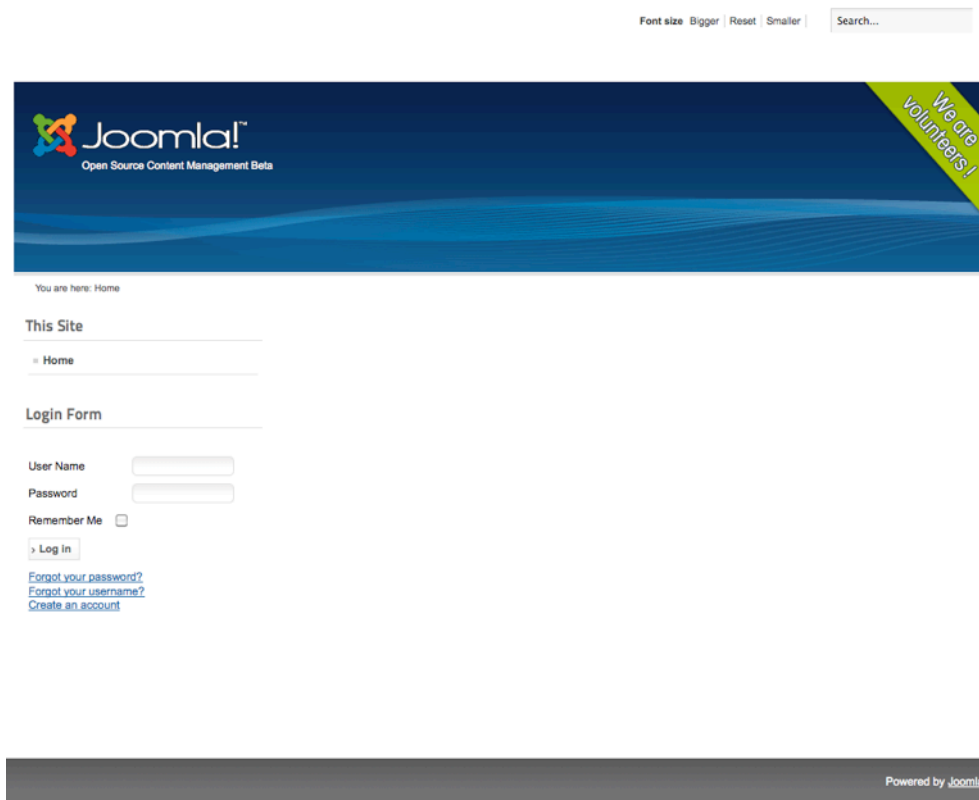 Font size Bigger Reset Smaller Search...
Joomla!™
Open Source Content Management Beta
We are
volunteers!
You are here: Home
This Site
Home
Login Form
User Name
Password
Remember Me
› Log in
Forgot your password?
Forgot your username?
Create an account
Powered by Joomla